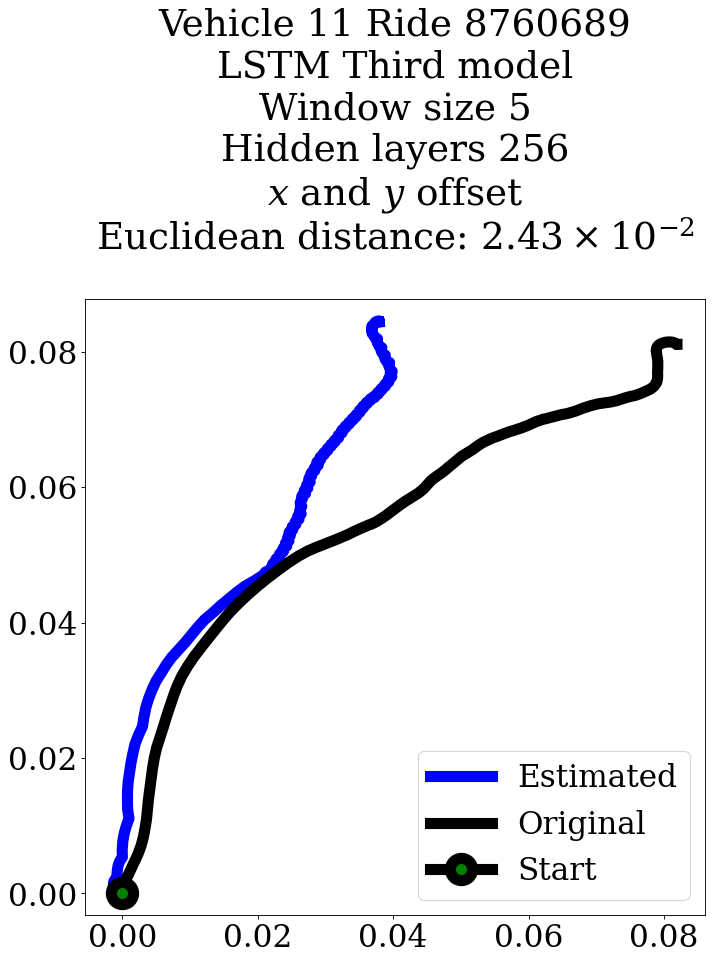 Vehicle 11 Ride 8760689
LSTM Third model
Window size 5
Hidden layers 256
x and y offset
Euclidean distance: 2.43 × 10⁻²
0.08
0.06
0.04
0.02
0.00
Estimated
Original
Start
0.00 0.02 0.04 0.06 0.08